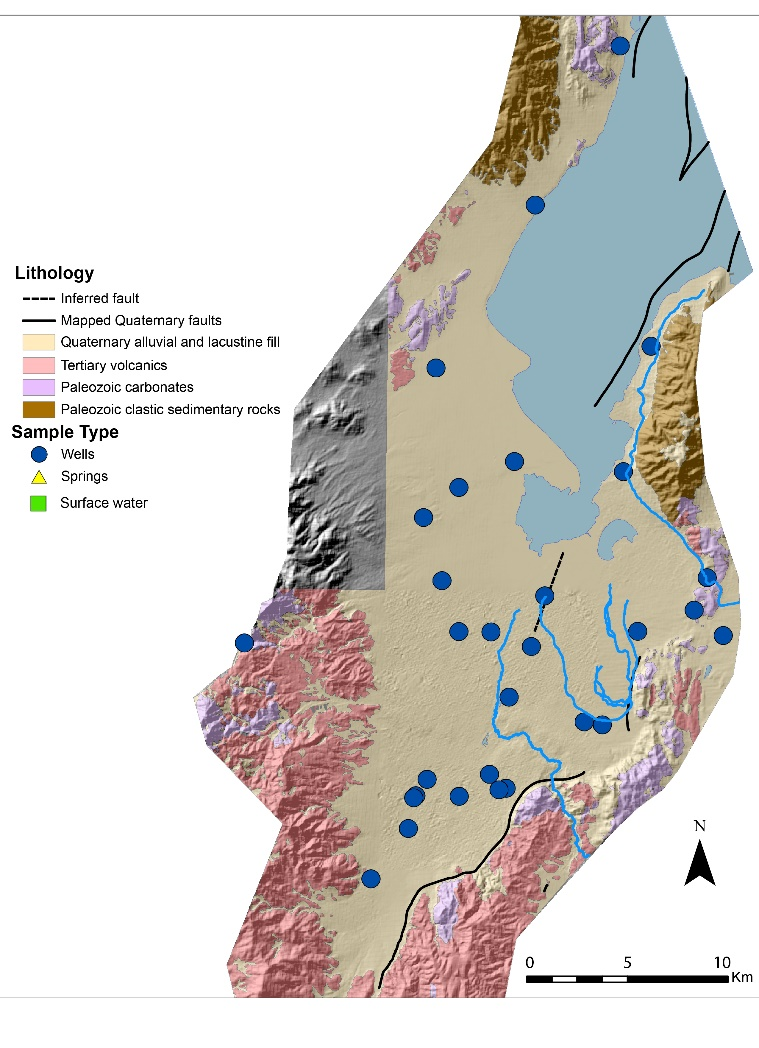 Lithology
Inferred fault
Mapped Quaternary faults
Quaternary alluvial and lacustine fill
Tertiary volcanics
Paleozoic carbonates
Paleozoic clastic sedimentary rocks
Sample Type
Wells
Springs
Surface water
N
0 5 10
Km